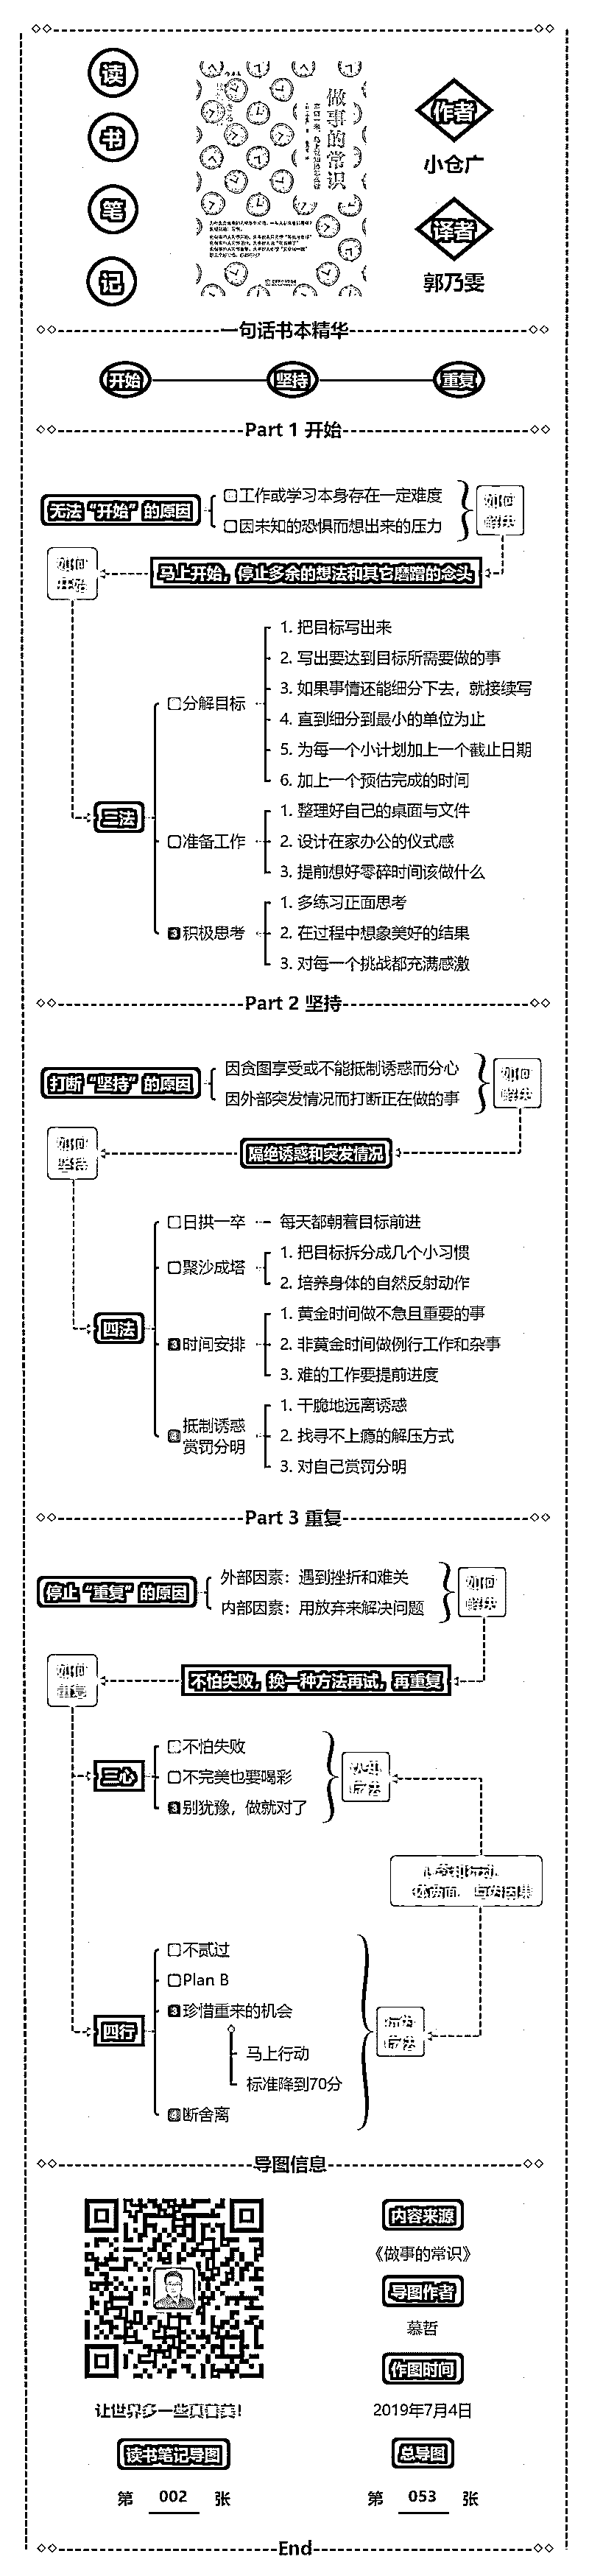 读
书
笔
记
做事的常识
作者
小仓广
译者
郭乃雯
一句话书本精华
开始
坚持
重复
Part 1 开始
无法“开始”的原因
工作或学习本身存在一定难度
因未知的恐惧而想出来的压力
如何
解决
马上开始，停止多余的想法和其它磨蹭的念头
如何
开始
三法
分解目标
1. 把目标写出来
2. 写出要达到目标所需要做的事
3. 如果事情还能细分下去，就接续写
4. 直到细分到最小的单位为止
5. 为每一个小计划加上一个截止日期
6. 加上一个预估完成的时间
准备工作
1. 整理好自己的桌面与文件
2. 设计在家办公的仪式感
3. 提前想好零碎时间该做什么
3 积极思考
1. 多练习正面思考
2. 在过程中想象美好的结果
3. 对每一个挑战都充满感激
Part 2 坚持
打断“坚持”的原因
因贪图享受或不能抵制诱惑而分心
因外部突发情况而打断正在做的事
如何
解决
隔绝诱惑和突发情况
如何
坚持
四法
日拱一卒
每天都朝着目标前进
聚沙成塔
1. 把目标拆分成几个小习惯
2. 培养身体的自然反射动作
3 时间安排
1. 黄金时间做不急且重要的事
2. 非黄金时间做例行工作和杂事
3. 难的工作要提前进度
抵制诱惑
赏罚分明
1. 干脆地远离诱惑
2. 找寻不上瘾的解压方式
3. 对自己赏罚分明
Part 3 重复
停止“重复”的原因
外部因素：遇到挫折和难关
内部因素：用放弃来解决问题
如何
解决
不怕失败，换一种方法再试，再重复
如何
重复
三心
不怕失败
不完美也要喝彩
3 别犹豫，做就对了
四行
不贰过
Plan B
3 珍惜重来的机会
马上行动
标准降到70分
4 断舍离
导图信息
让世界多一些真善美!
读书笔记导图
第 002 张
内容来源
《做事的常识》
导图作者
慕哲
作图时间
2019年7月4日
总导图
第 053 张
End